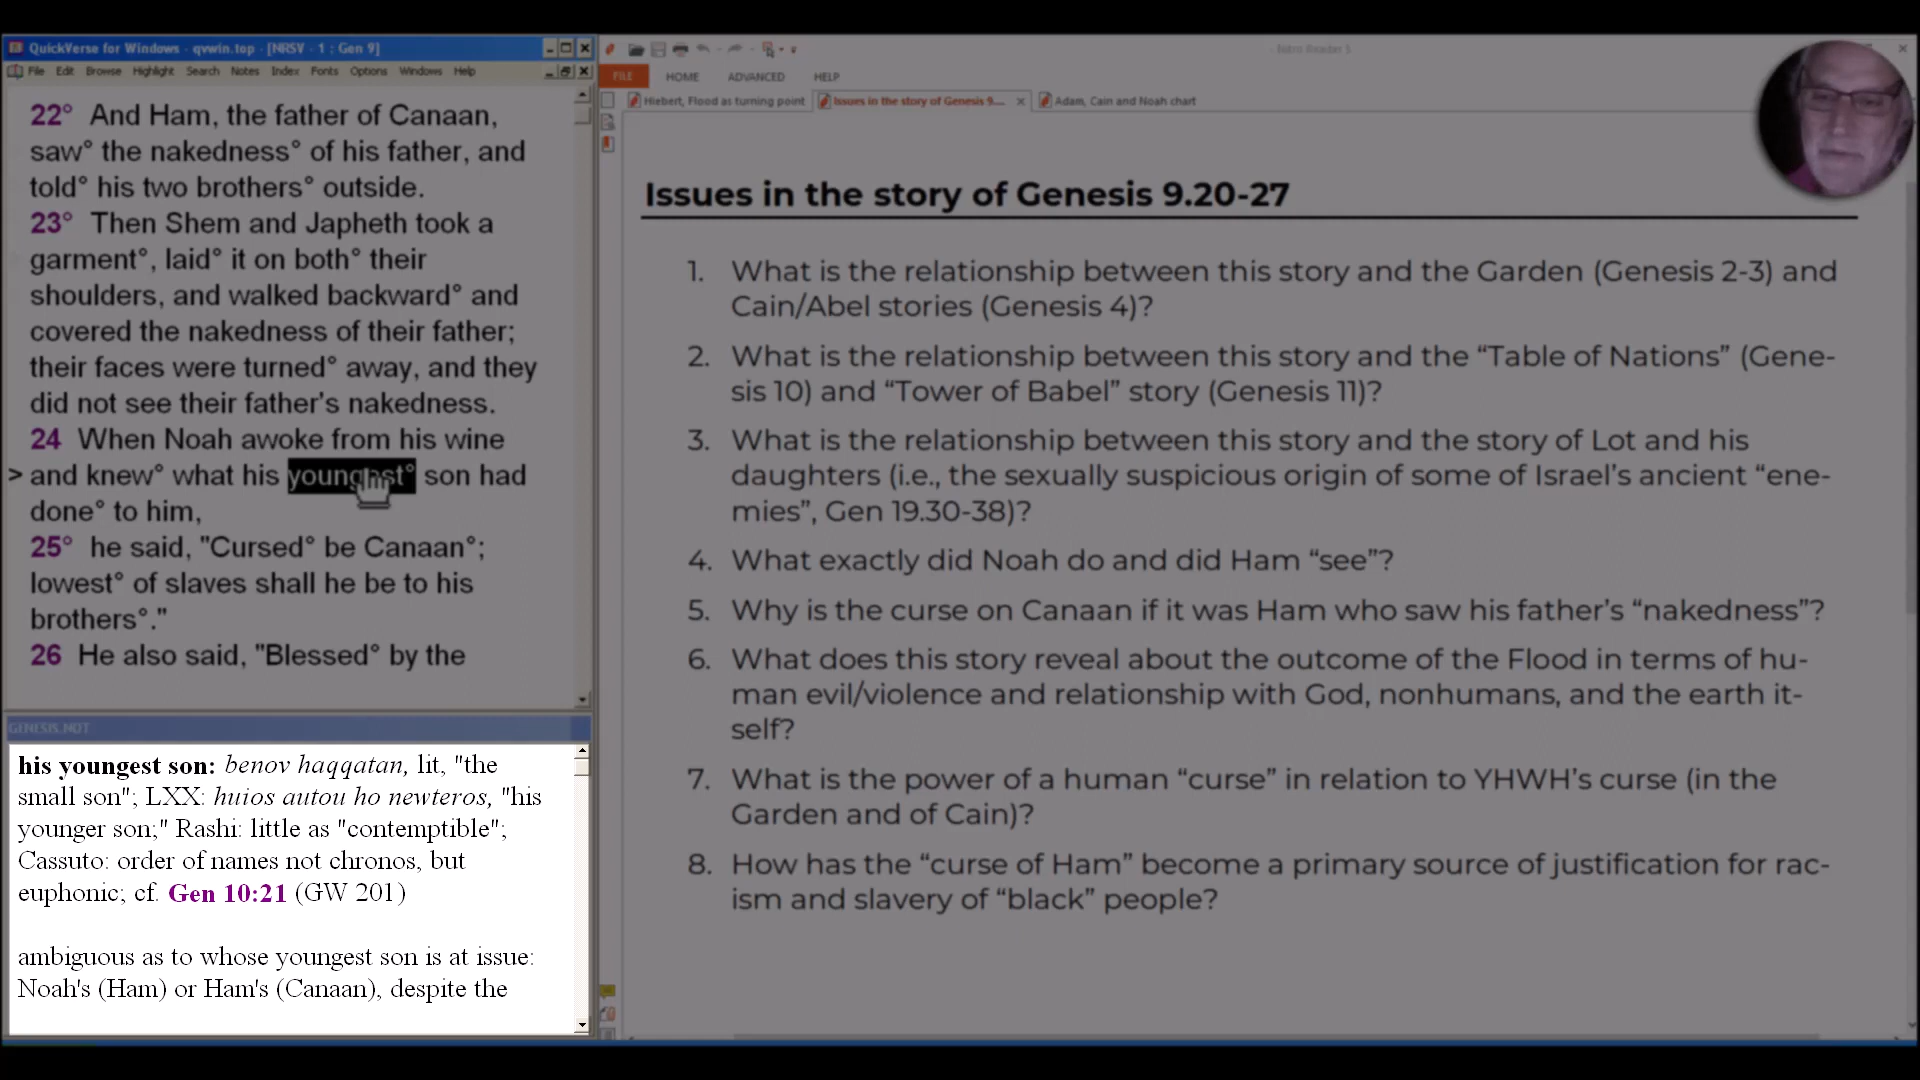 QuickVerse for Windows - qvwin.top - [NRSV - 1 : Gen 9]
File Edit Browse Highlight Search Notes Index Fonts Options Windows Help
22° And Ham, the father of Canaan,
saw° the nakedness° of his father, and
told° his two brothers° outside.
23° Then Shem and Japheth took a
garment°, laid° it on both° their
shoulders, and walked backward° and
covered the nakedness of their father;
their faces were turned° away, and they
did not see their father's nakedness.
24 When Noah awoke from his wine
> and knew° what his youngest° son had
done° to him,
25° he said, "Cursed° be Canaan°;
lowest° of slaves shall he be to his
brothers°."
26 He also said, "Blessed° by the
GENESIS.NOT
his youngest son: benov haqqatan, lit, "the
small son"; LXX: huios autou ho newteros, "his
younger son;" Rashi: little as "contemptible";
Cassuto: order of names not chronos, but
euphonic; cf. Gen 10:21 (GW 201)
ambiguous as to whose youngest son is at issue:
Noah's (Ham) or Ham's (Canaan), despite the
- Nitro Reader 5
FILE HOME ADVANCED HELP
Hiebert, Flood as turning point
Issues in the story of Genesis 9....
Adam, Cain and Noah chart
Issues in the story of Genesis 9.20-27
1. What is the relationship between this story and the Garden (Genesis 2-3) and
Cain/Abel stories (Genesis 4)?
2. What is the relationship between this story and the “Table of Nations” (Gene-
sis 10) and “Tower of Babel” story (Genesis 11)?
3. What is the relationship between this story and the story of Lot and his
daughters (i.e., the sexually suspicious origin of some of Israel’s ancient “ene-
mies”, Gen 19.30-38)?
4. What exactly did Noah do and did Ham “see”?
5. Why is the curse on Canaan if it was Ham who saw his father’s “nakedness”?
6. What does this story reveal about the outcome of the Flood in terms of hu-
man evil/violence and relationship with God, nonhumans, and the earth it-
self?
7. What is the power of a human “curse” in relation to YHWH’s curse (in the
Garden and of Cain)?
8. How has the “curse of Ham” become a primary source of justification for rac-
ism and slavery of “black” people?